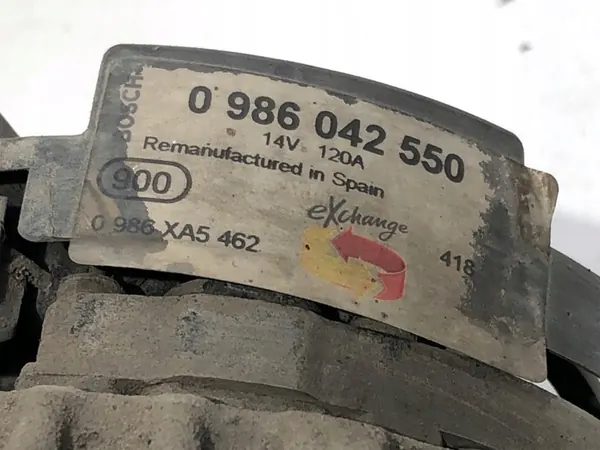 BOSCH
0 986 042 550
14V 120A
Remanufactured in Spain
900
0 986 XA5 462
eXchange
418